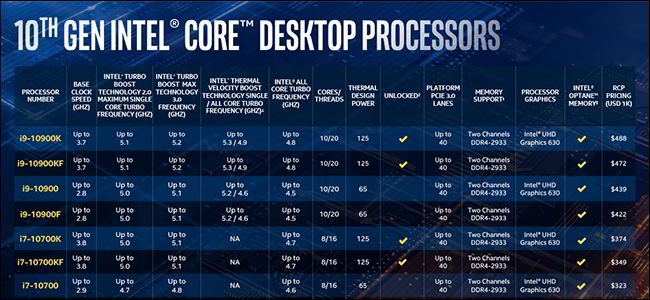 10TH GEN INTEL® CORE™ DESKTOP PROCESSORS
PROCESSOR NUMBER | BASE CLOCK SPEED (GHZ) | INTEL® TURBO BOOST TECHNOLOGY 2.0 MAXIMUM SINGLE CORE TURBO FREQUENCY (GHZ) | INTEL® TURBO BOOST MAX TECHNOLOGY 3.0 FREQUENCY (GHZ) | INTEL® THERMAL VELOCITY BOOST TECHNOLOGY SINGLE / ALL CORE TURBO FREQUENCY (GHZ) | INTEL® ALL CORE TURBO FREQUENCY (GHZ) | CORES/ THREADS | THERMAL DESIGN POWER | UNLOCKED | PLATFORM PCIE 3.0 LANES | MEMORY SUPPORT | PROCESSOR GRAPHICS | INTEL® OPTANE™ MEMORY | RCP PRICING (USD 1K)
i9-10900K | Up to 3.7 | Up to 5.1 | Up to 5.2 | Up to 5.3 / 4.9 | Up to 4.8 | 10/20 | 125 | ✓ | Up to 40 | Two Channels DDR4-2933 | Intel® UHD Graphics 630 | ✓ | $488
i9-10900KF | Up to 3.7 | Up to 5.1 | Up to 5.2 | Up to 5.3 / 4.9 | Up to 4.8 | 10/20 | 125 | ✓ | Up to 40 | Two Channels DDR4-2933 | ✓ | $472
i9-10900 | Up to 2.8 | Up to 5.0 | Up to 5.1 | Up to 5.2 / 4.6 | Up to 4.5 | 10/20 | 65 | Up to 40 | Two Channels DDR4-2933 | Intel® UHD Graphics 630 | ✓ | $439
i9-10900F | Up to 2.8 | Up to 5.0 | Up to 5.1 | Up to 5.2 / 4.6 | Up to 4.5 | 10/20 | 65 | Up to 40 | Two Channels DDR4-2933 | ✓ | $422
i7-10700K | Up to 3.8 | Up to 5.0 | Up to 5.1 | NA | Up to 4.7 | 8/16 | 125 | ✓ | Up to 40 | Two Channels DDR4-2933 | Intel® UHD Graphics 630 | ✓ | $374
i7-10700KF | Up to 3.8 | Up to 5.0 | Up to 5.1 | NA | Up to 4.7 | 8/16 | 125 | ✓ | Up to 40 | Two Channels DDR4-2933 | ✓ | $349
i7-10700 | Up to 2.9 | Up to 4.7 | Up to 4.8 | NA | Up to 4.6 | 8/16 | 65 | Up to 40 | Two Channels DDR4-2933 | Intel® UHD Graphics 630 | ✓ | $323